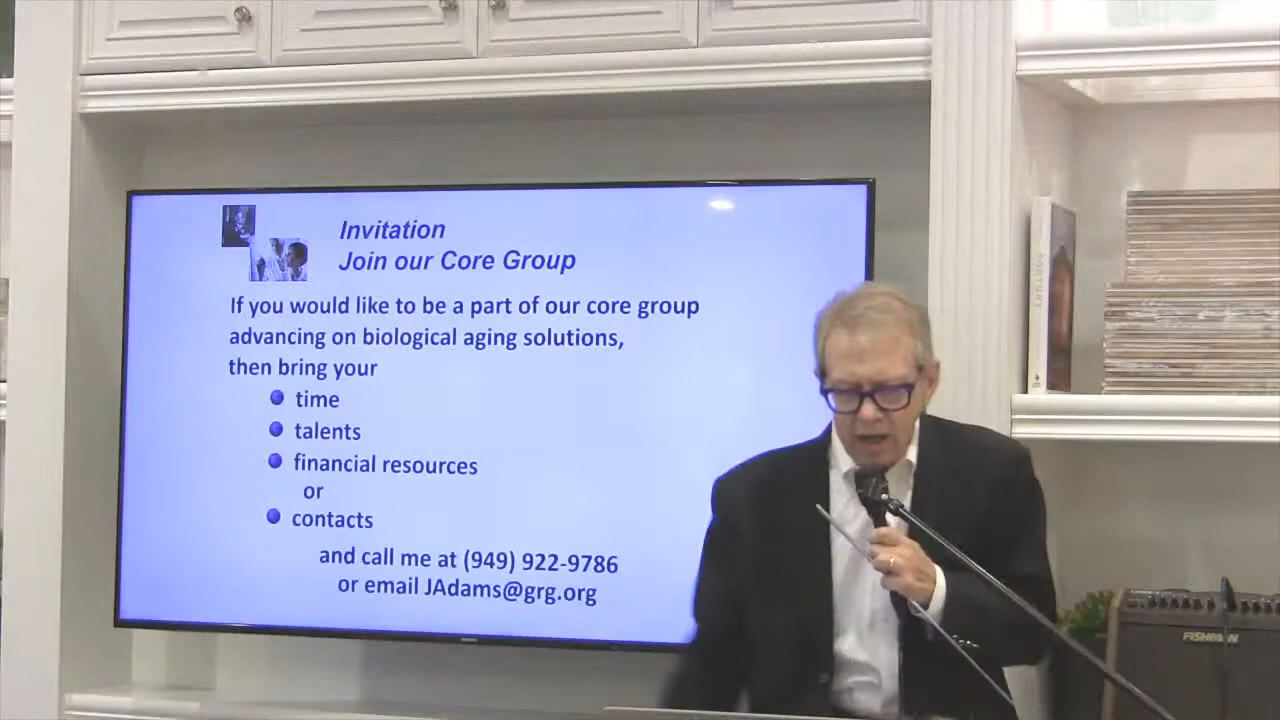 Invitation
Join our Core Group
If you would like to be a part of our core group
advancing on biological aging solutions,
then bring your
time
talents
financial resources
or
contacts
and call me at (949) 922-9786
or email JAdams@grg.org
FISHMAN